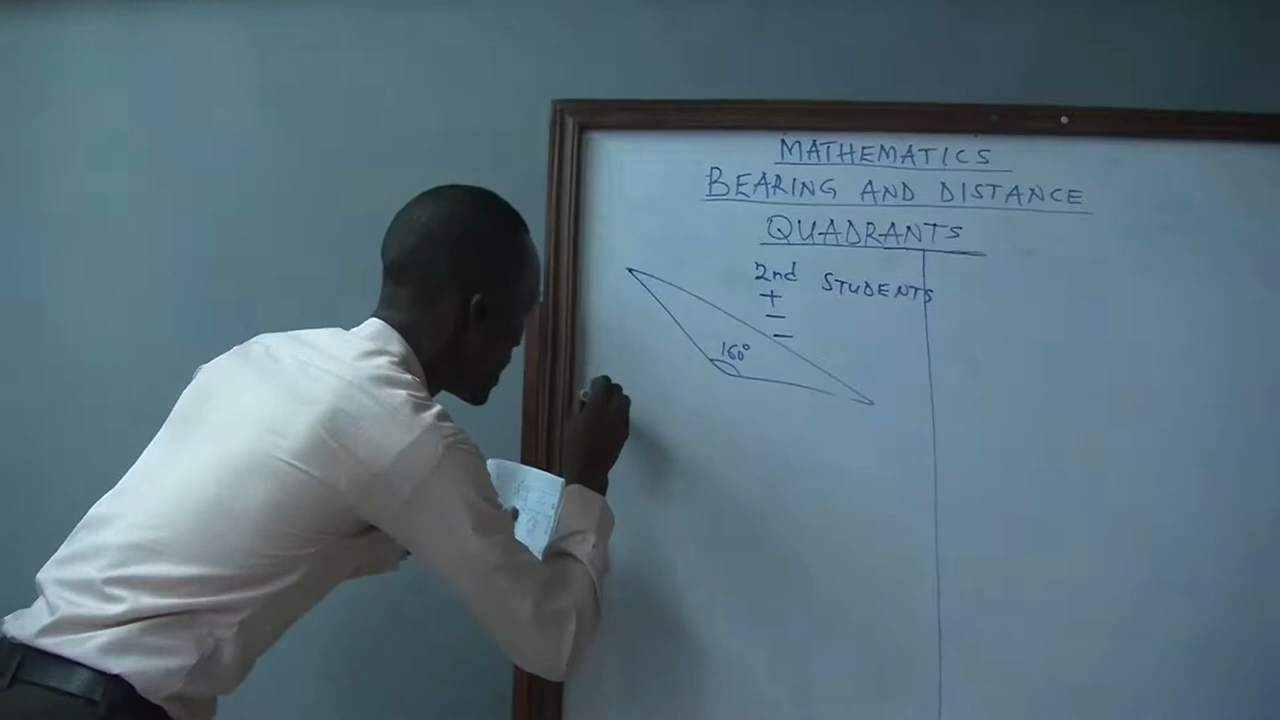 MATHEMATICS
BEARING AND DISTANCE
QUADRANTS
2nd STUDENTS
+
−
−
160°